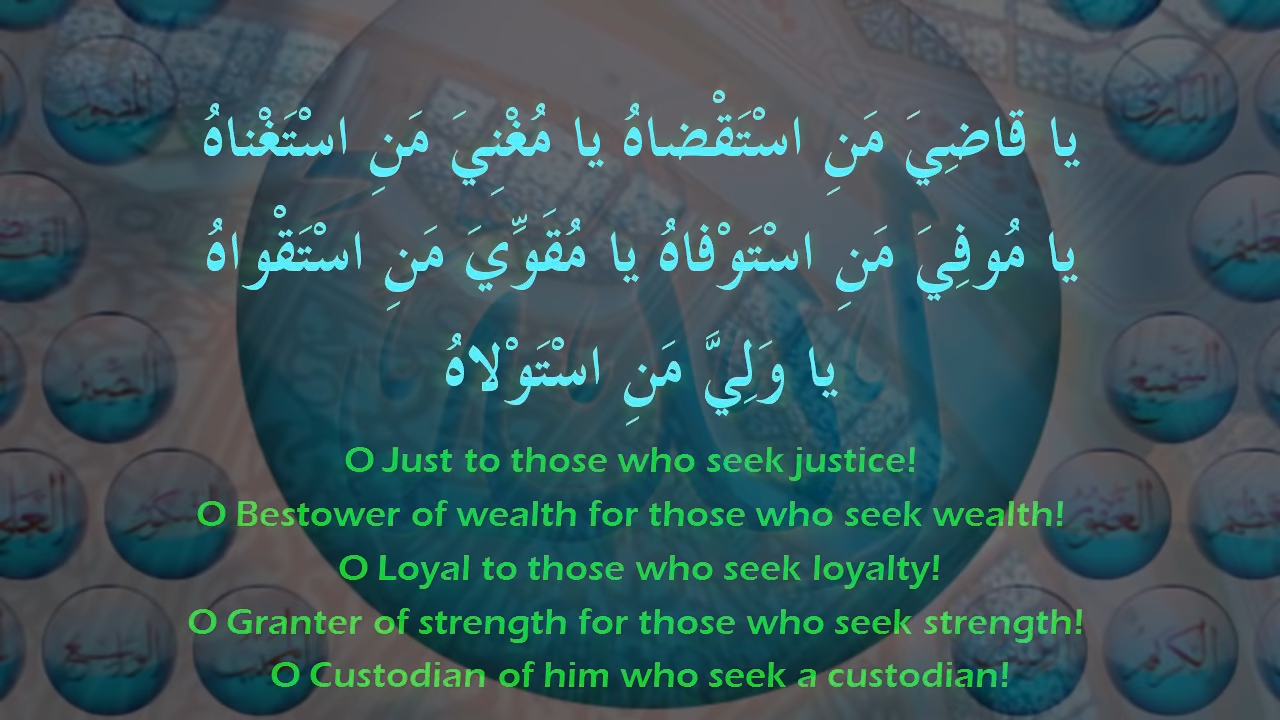 يا قاضِيَ مَنِ اسْتَقْضاهُ يا مُغْنِيَ مَنِ اسْتَغْناهُ
يا مُوفِيَ مَنِ اسْتَوْفاهُ يا مُقَوِّيَ مَنِ اسْتَقْواهُ
يا وَلِيَّ مَنِ اسْتَوْلاهُ
O Just to those who seek justice!
O Bestower of wealth for those who seek wealth!
O Loyal to those who seek loyalty!
O Granter of strength for those who seek strength!
O Custodian of him who seek a custodian!